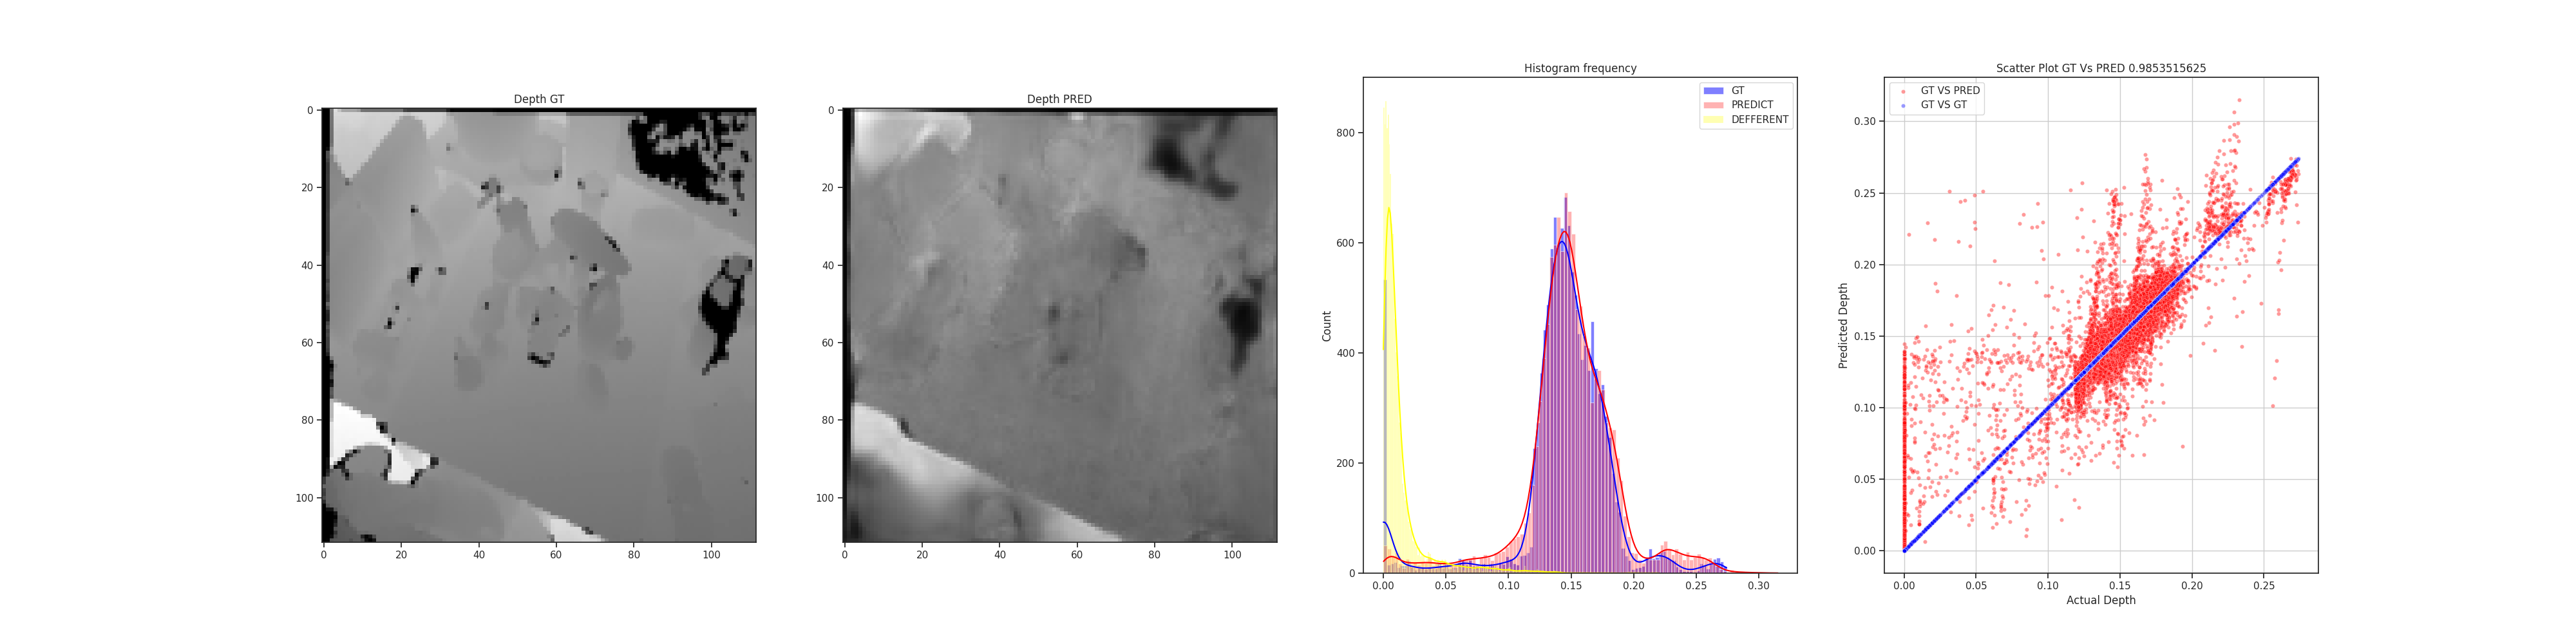 Depth GT
0
20
40
60
80
100
0 20 40 60 80 100
Depth PRED
0
20
40
60
80
100
0 20 40 60 80 100
Histogram frequency
GT
PREDICT
DEFFERENT
Count
800
600
400
200
0
0.00 0.05 0.10 0.15 0.20 0.25 0.30
Scatter Plot GT Vs PRED 0.9853515625
GT VS PRED
GT VS GT
Predicted Depth
0.30
0.25
0.20
0.15
0.10
0.05
0.00
0.00 0.05 0.10 0.15 0.20 0.25
Actual Depth